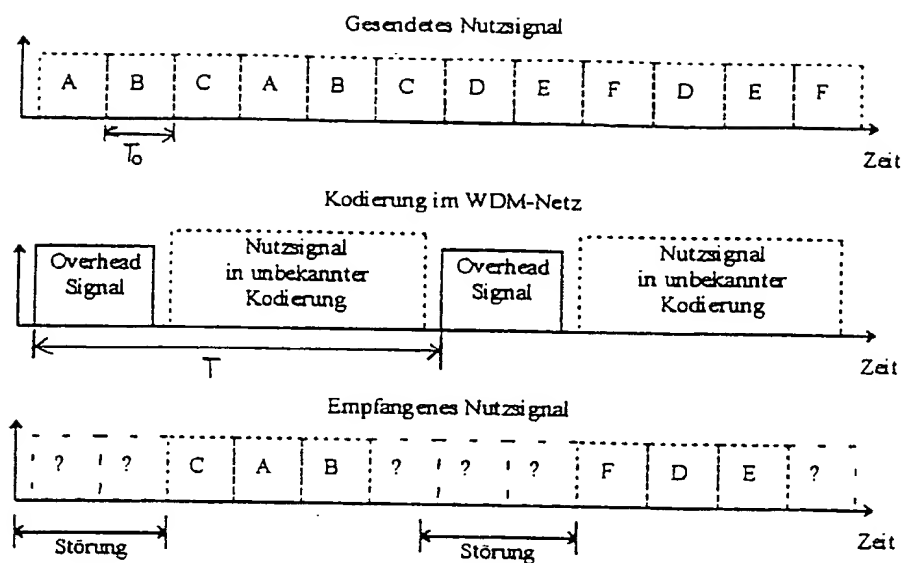 Gesendetes Nutzsignal
A B C A B C D E F D E F
To
Zeit
Kodierung im WDM-Netz
Overhead
Signal
Nutzsignal
in unbekannter
Kodierung
Overhead
Signal
Nutzsignal
in unbekannter
Kodierung
T
Zeit
Empfangenes Nutzsignal
? ? C A B ? ? ? F D E ?
Störung
Störung
Zeit